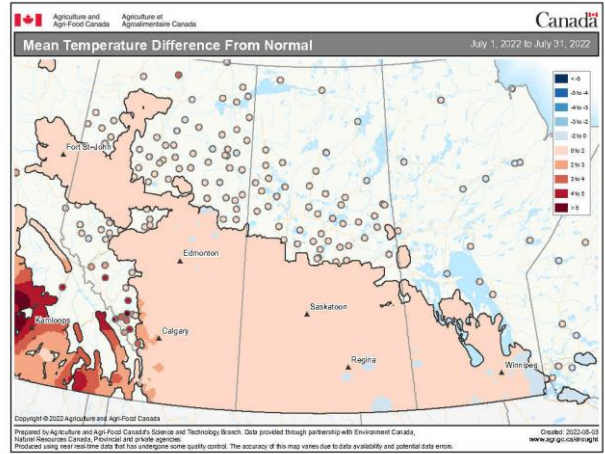 Agriculture and Agri-Food Canada
Agriculture et Agroalimentaire Canada
Canada
Mean Temperature Difference From Normal
July 1, 2022 to July 31, 2022
< -5
-5 to -4
-4 to -3
-3 to -2
-2 to 0
0 to 2
2 to 3
3 to 4
4 to 5
> 5
Fort St-John
Edmonton
Saskatoon
Kamloops
Calgary
Regina
Winnipeg
Copyright © 2022 Agriculture and Agri-Food Canada
Prepared by Agriculture and Agri-Food Canada's Science and Technology Branch. Data provided through partnership with Environment Canada,
Natural Resources Canada, Provincial and private agencies.
Produced using near real-time data that has undergone some quality control. The accuracy of this map varies due to data availability and potential data errors.
Created: 2022-08-03
www.agr.gc.ca/drought